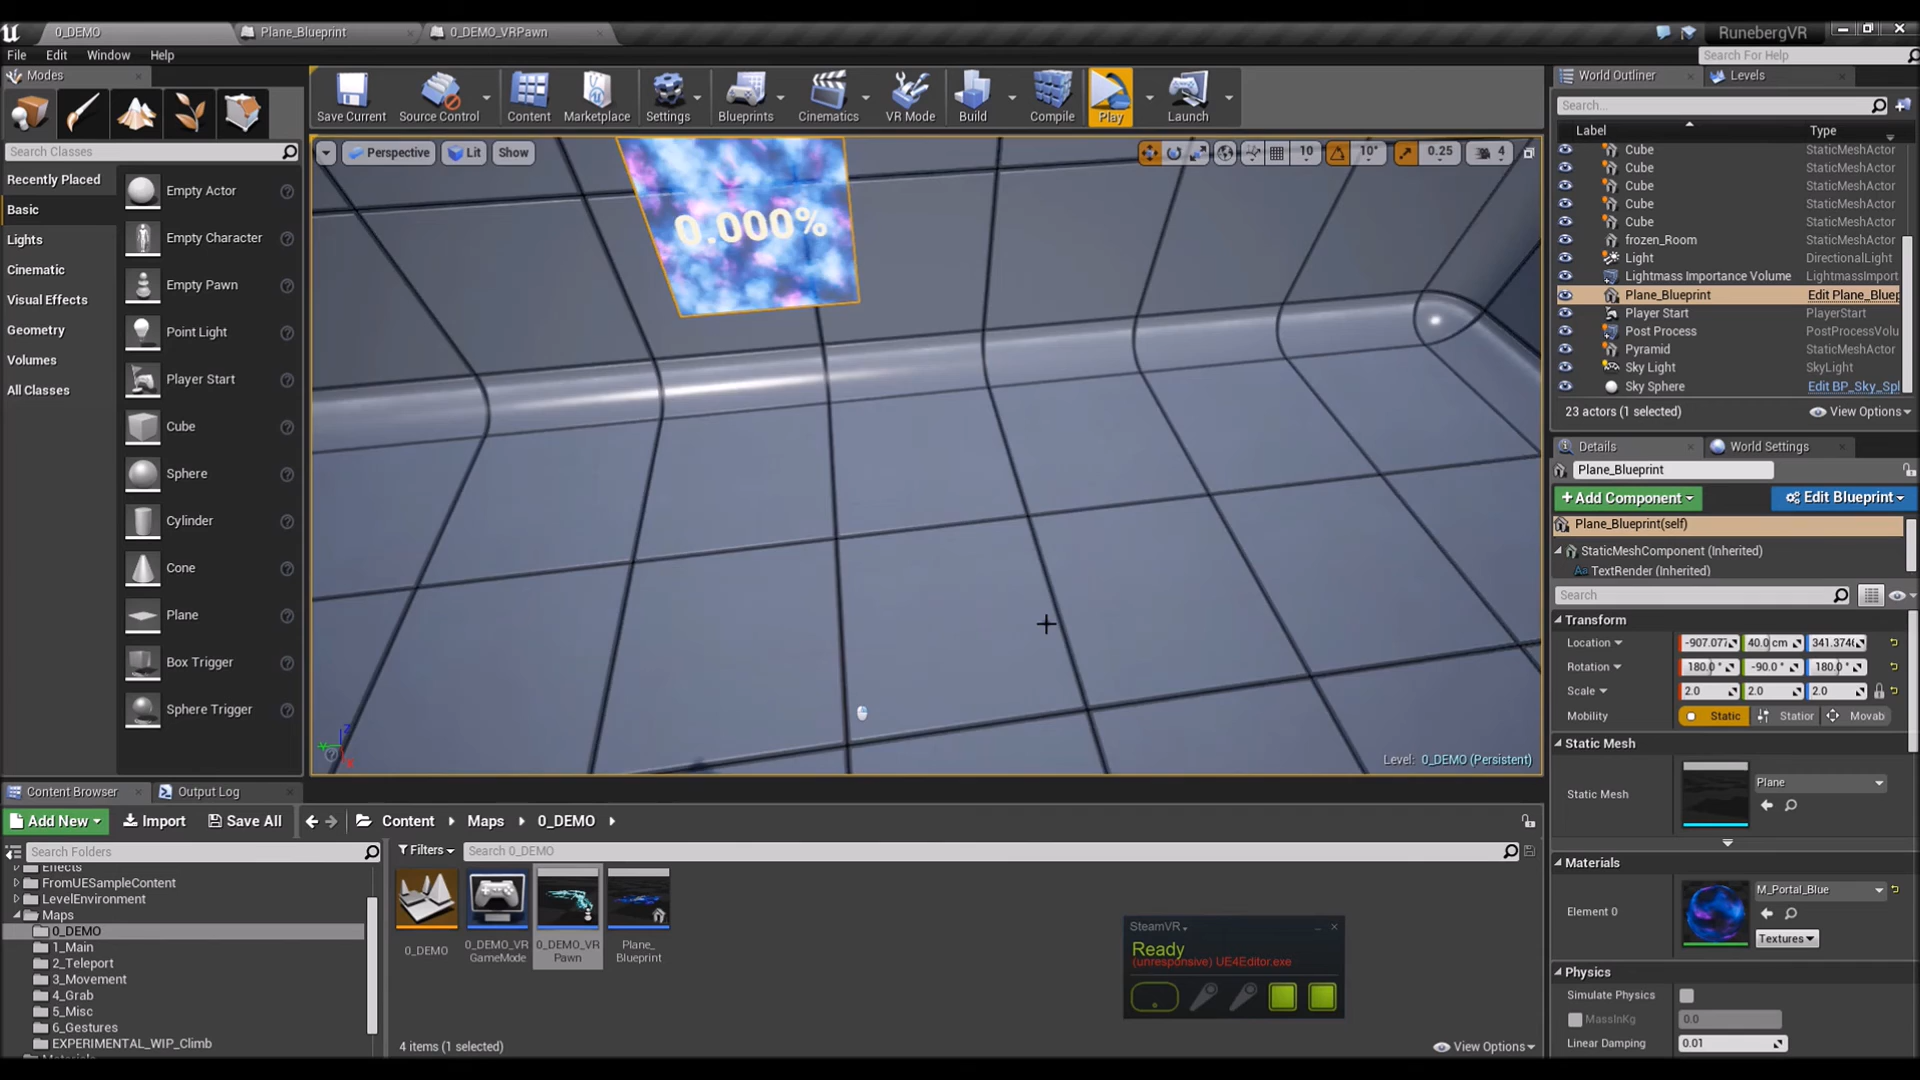 0_DEMO
Plane_Blueprint
0_DEMO_VRPawn
RunebergVR
File Edit Window Help
Search For Help
Modes
Save Current
Source Control
Content
Marketplace
Settings
Blueprints
Cinematics
VR Mode
Build
Compile
Play
Launch
Search Classes
Recently Placed
Basic
Lights
Cinematic
Visual Effects
Geometry
Volumes
All Classes
Empty Actor
Empty Character
Empty Pawn
Point Light
Player Start
Cube
Sphere
Cylinder
Cone
Plane
Box Trigger
Sphere Trigger
Perspective
Lit
Show
10
10°
0.25
4
0.000%
Level: 0_DEMO (Persistent)
World Outliner
Levels
Search...
Label Type
Cube StaticMeshActor
Cube StaticMeshActor
Cube StaticMeshActor
Cube StaticMeshActor
Cube StaticMeshActor
frozen_Room StaticMeshActor
Light DirectionalLight
Lightmass Importance Volume LightmassImport
Plane_Blueprint Edit Plane_Bluep
Player Start PlayerStart
Post Process PostProcessVolu
Pyramid StaticMeshActor
Sky Light SkyLight
Sky Sphere Edit BP_Sky_Spl
23 actors (1 selected)
View Options
Details
World Settings
Plane_Blueprint
+Add Component
Edit Blueprint
Plane_Blueprint(self)
StaticMeshComponent (Inherited)
TextRender (Inherited)
Search
Transform
Location -907.077 40.0 cm 341.3746
Rotation 180.0 ° -90.0 ° 180.0 °
Scale 2.0 2.0 2.0
Mobility Static Station Movab
Static Mesh
Static Mesh
Plane
Materials
Element 0
M_Portal_Blue
Textures
Physics
Simulate Physics
MassInKg 0.0
Linear Damping 0.01
Content Browser
Output Log
Add New
Import
Save All
Content
Maps
0_DEMO
Search Folders
Filters
Search 0_DEMO
Effects
FromUESampleContent
LevelEnvironment
Maps
0_DEMO
1_Main
2_Teleport
3_Movement
4_Grab
5_Misc
6_Gestures
EXPERIMENTAL_WIP_Climb
0_DEMO
0_DEMO_VR
GameMode
0_DEMO_VR
Pawn
Plane_
Blueprint
4 items (1 selected)
View Options
SteamVR
Ready
(unresponsive) UE4Editor.exe